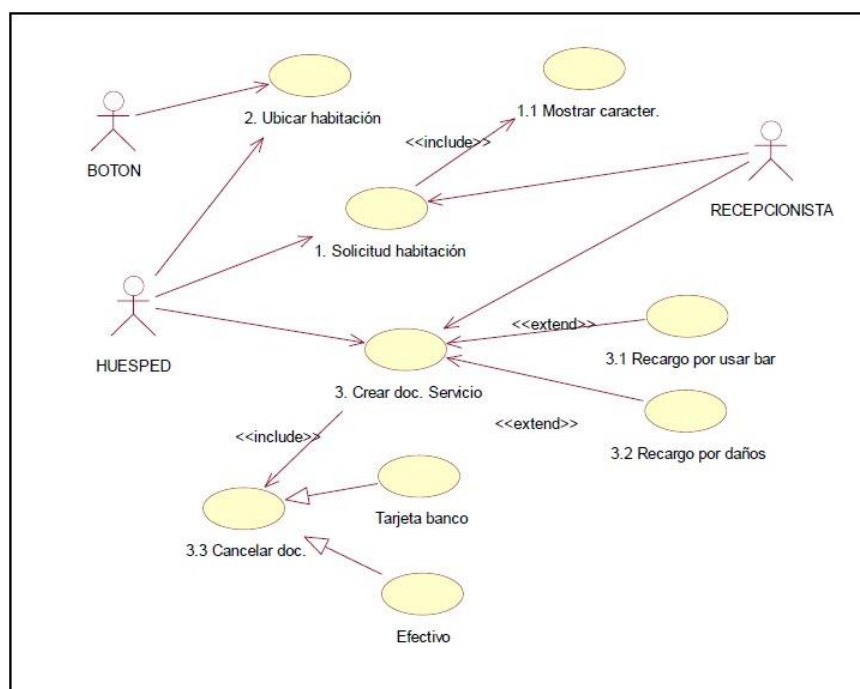 2. Ubicar habitación
1.1 Mostrar caracter.
<<include>>
BOTON
RECEPCIONISTA
1. Solicitud habitación
<<extend>>
HUESPED
3.1 Recargo por usar bar
3. Crear doc. Servicio
<<include>>
<<extend>>
3.2 Recargo por daños
Tarjeta banco
3.3 Cancelar doc.
Efectivo